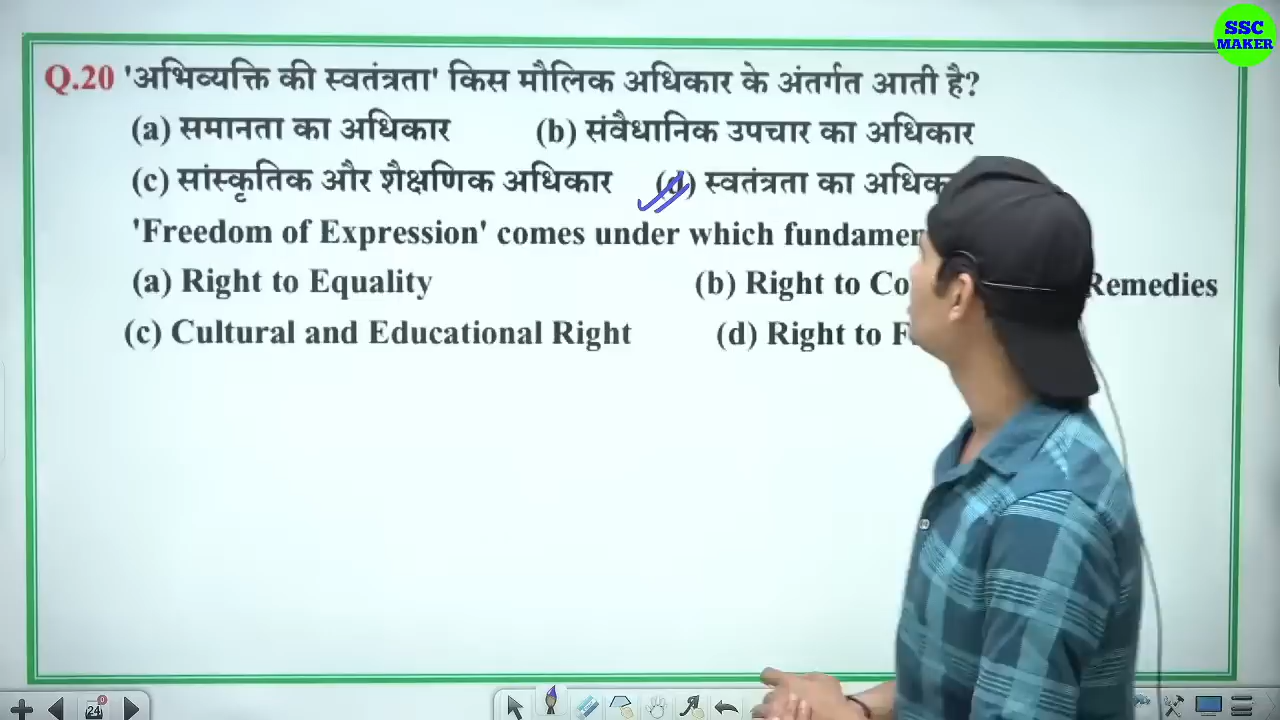 SSC
MAKER
Q.20 'अभिव्यक्ति की स्वतंत्रता' किस मौलिक अधिकार के अंतर्गत आती है?
(a) समानता का अधिकार (b) संवैधानिक उपचार का अधिकार
(c) सांस्कृतिक और शैक्षणिक अधिकार (d) स्वतंत्रता का
'Freedom of Expression' comes under which
(a) Right to Equality (b) Right to Remedies
(c) Cultural and Educational Right (d) Right to
24